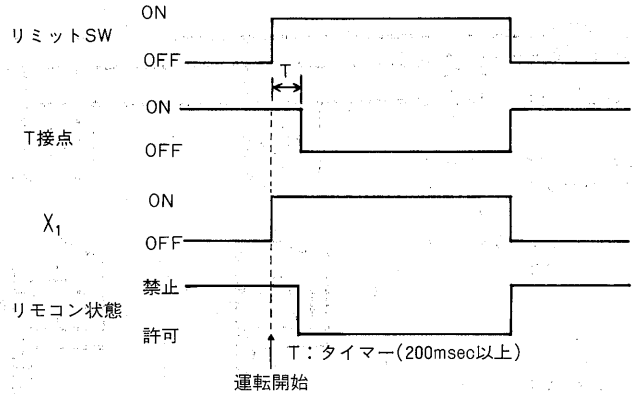 ON
リミットSW
OFF
T
ON
T接点
OFF
ON
X₁
OFF
禁止
リモコン状態
許可
T：タイマー(200msec以上)
運転開始